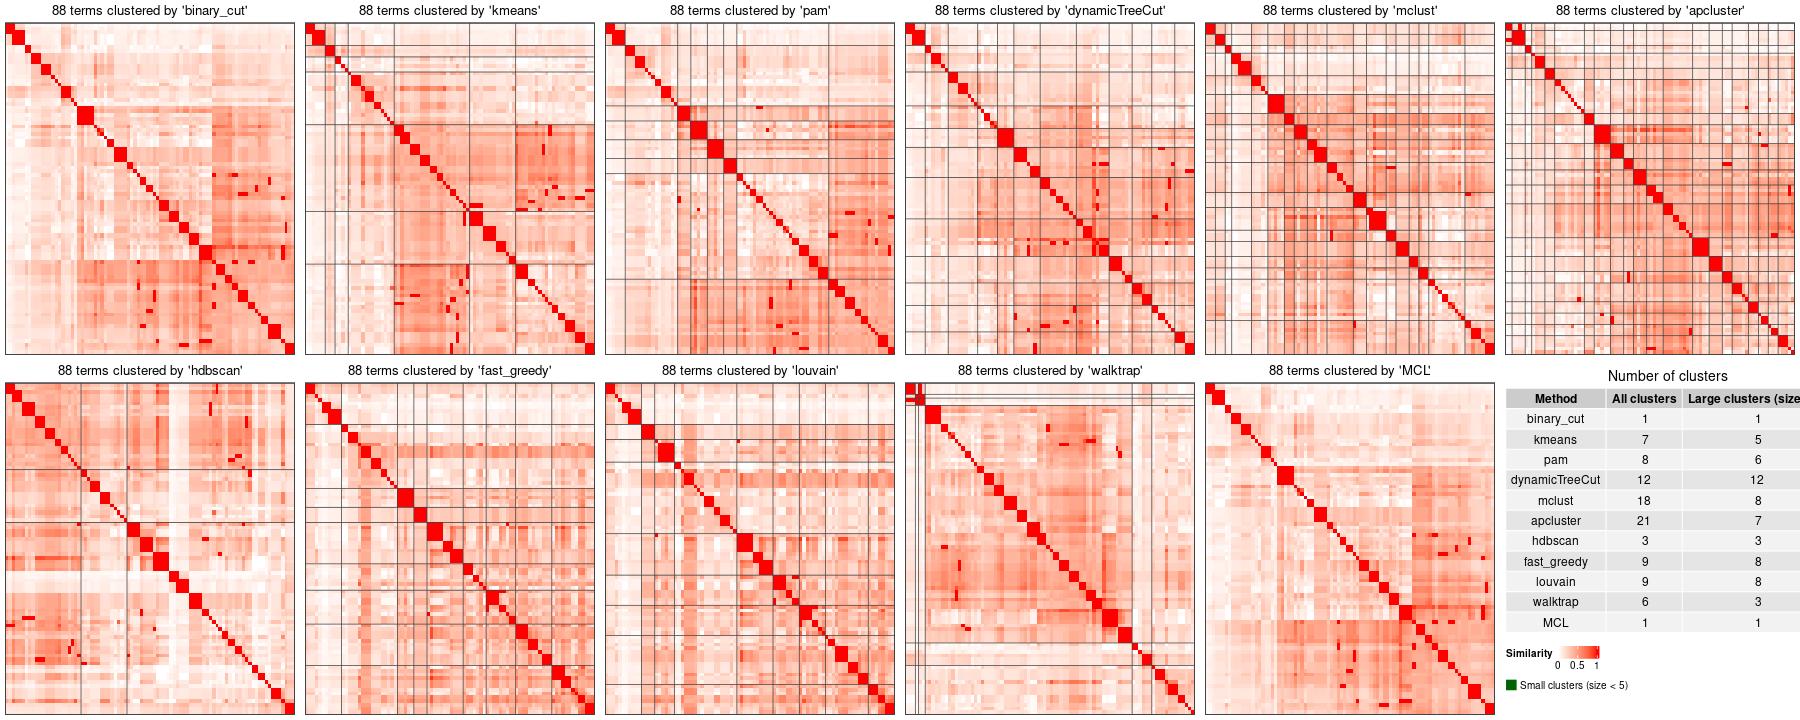 88 terms clustered by 'binary_cut'
88 terms clustered by 'kmeans'
88 terms clustered by 'pam'
88 terms clustered by 'dynamicTreeCut'
88 terms clustered by 'mclust'
88 terms clustered by 'apcluster'
88 terms clustered by 'hdbscan'
88 terms clustered by 'fast_greedy'
88 terms clustered by 'louvain'
88 terms clustered by 'walktrap'
88 terms clustered by 'MCL'
Number of clusters
Method All clusters Large clusters (size
binary_cut 1 1
kmeans 7 5
pam 8 6
dynamicTreeCut 12 12
mclust 18 8
apcluster 21 7
hdbscan 3 3
fast_greedy 9 8
louvain 9 8
walktrap 6 3
MCL 1 1
Similarity
0 0.5 1
Small clusters (size < 5)